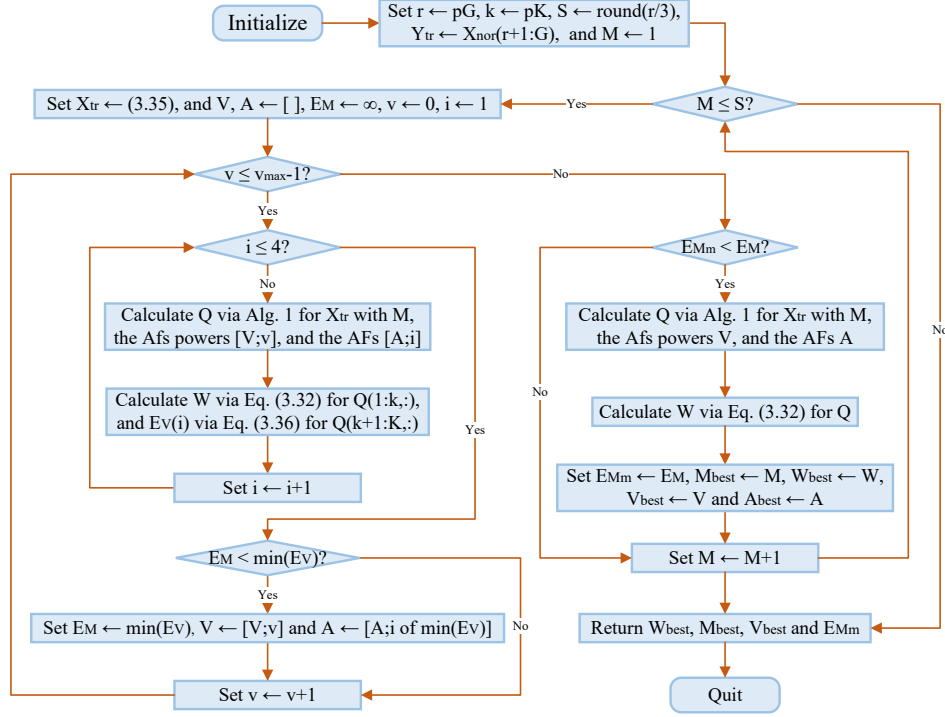 Initialize
Set r ← pG, k ← pK, S ← round(r/3),
Ytr ← Xnor(r+1:G), and M ← 1
M ≤ S?
Yes
No
Set Xtr ← (3.35), and V, A ← [ ], EM ← ∞, v ← 0, i ← 1
v ≤ vmax-1?
No
Yes
i ≤ 4?
No
Yes
Calculate Q via Alg. 1 for Xtr with M,
the Afs powers [V;v], and the AFs [A;i]
Calculate W via Eq. (3.32) for Q(1:k,:),
and EV(i) via Eq. (3.36) for Q(k+1:K,:)
Set i ← i+1
EM < min(EV)?
Yes
No
Set EM ← min(EV), V ← [V;v] and A ← [A;i of min(EV)]
Set v ← v+1
EMm < EM?
Yes
No
Calculate Q via Alg. 1 for Xtr with M,
the Afs powers V, and the AFs A
Calculate W via Eq. (3.32) for Q
Set EMm ← EM, Mbest ← M, Wbest ← W,
Vbest ← V and Abest ← A
Set M ← M+1
Return Wbest, Mbest, Vbest and EMm
Quit